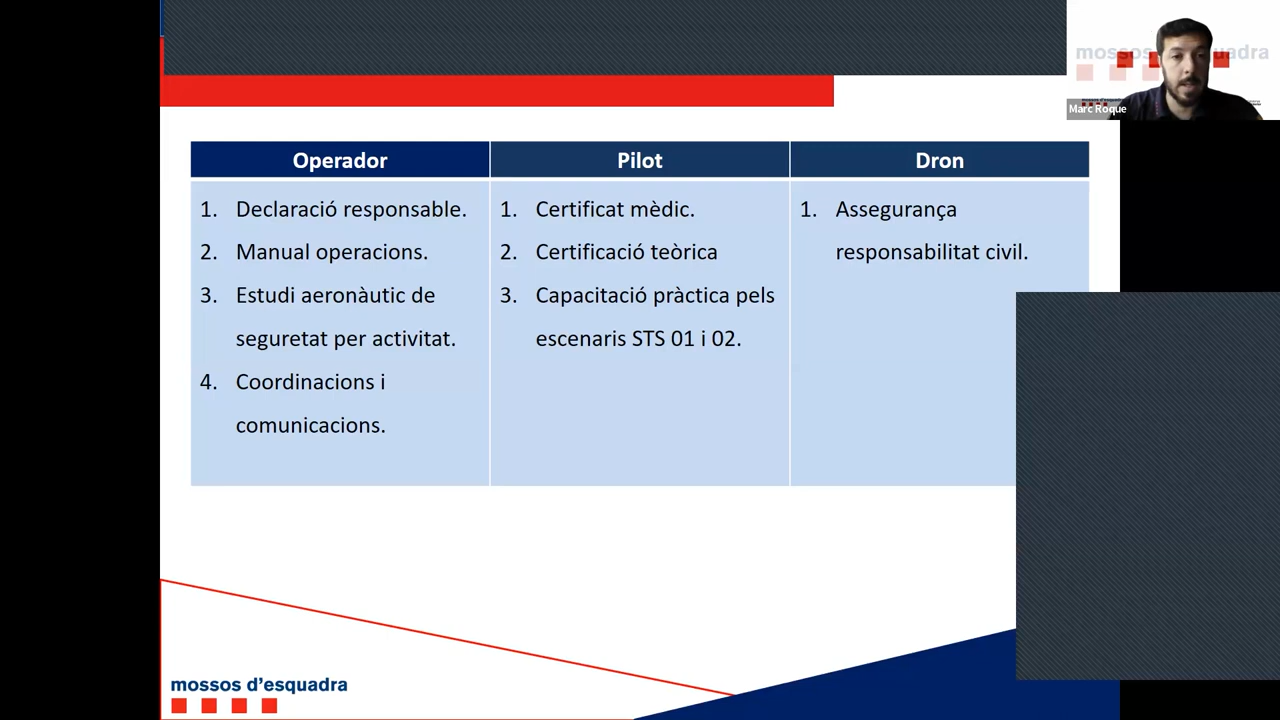 mossos d'esquadra
Marc Roque
Operador
Pilot
Dron
1. Declaració responsable.
2. Manual operacions.
3. Estudi aeronàutic de
seguretat per activitat.
4. Coordinacions i
comunicacions.
1. Certificat mèdic.
2. Certificació teòrica
3. Capacitació pràctica pels
escenaris STS 01 i 02.
1. Assegurança
responsabilitat civil.
mossos d'esquadra